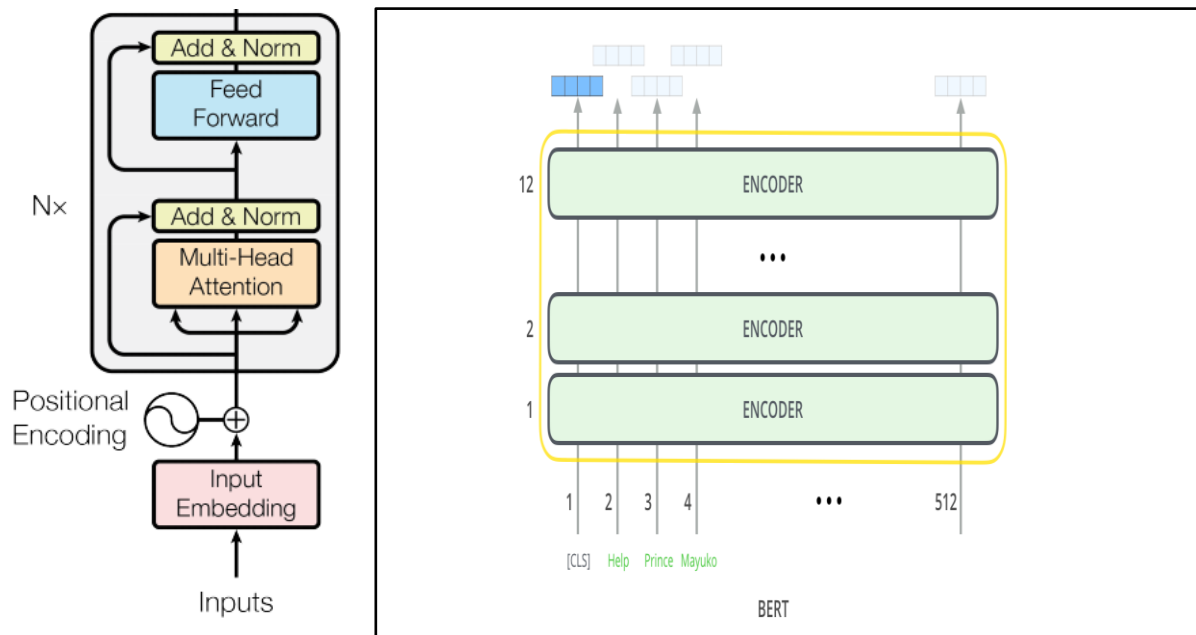 Add & Norm
Feed
Forward
Nx
Add & Norm
Multi-Head
Attention
Positional
Encoding
Input
Embedding
Inputs
12 ENCODER
...
2 ENCODER
1 ENCODER
1 2 3 4 ... 512
[CLS] Help Prince Mayuko
BERT